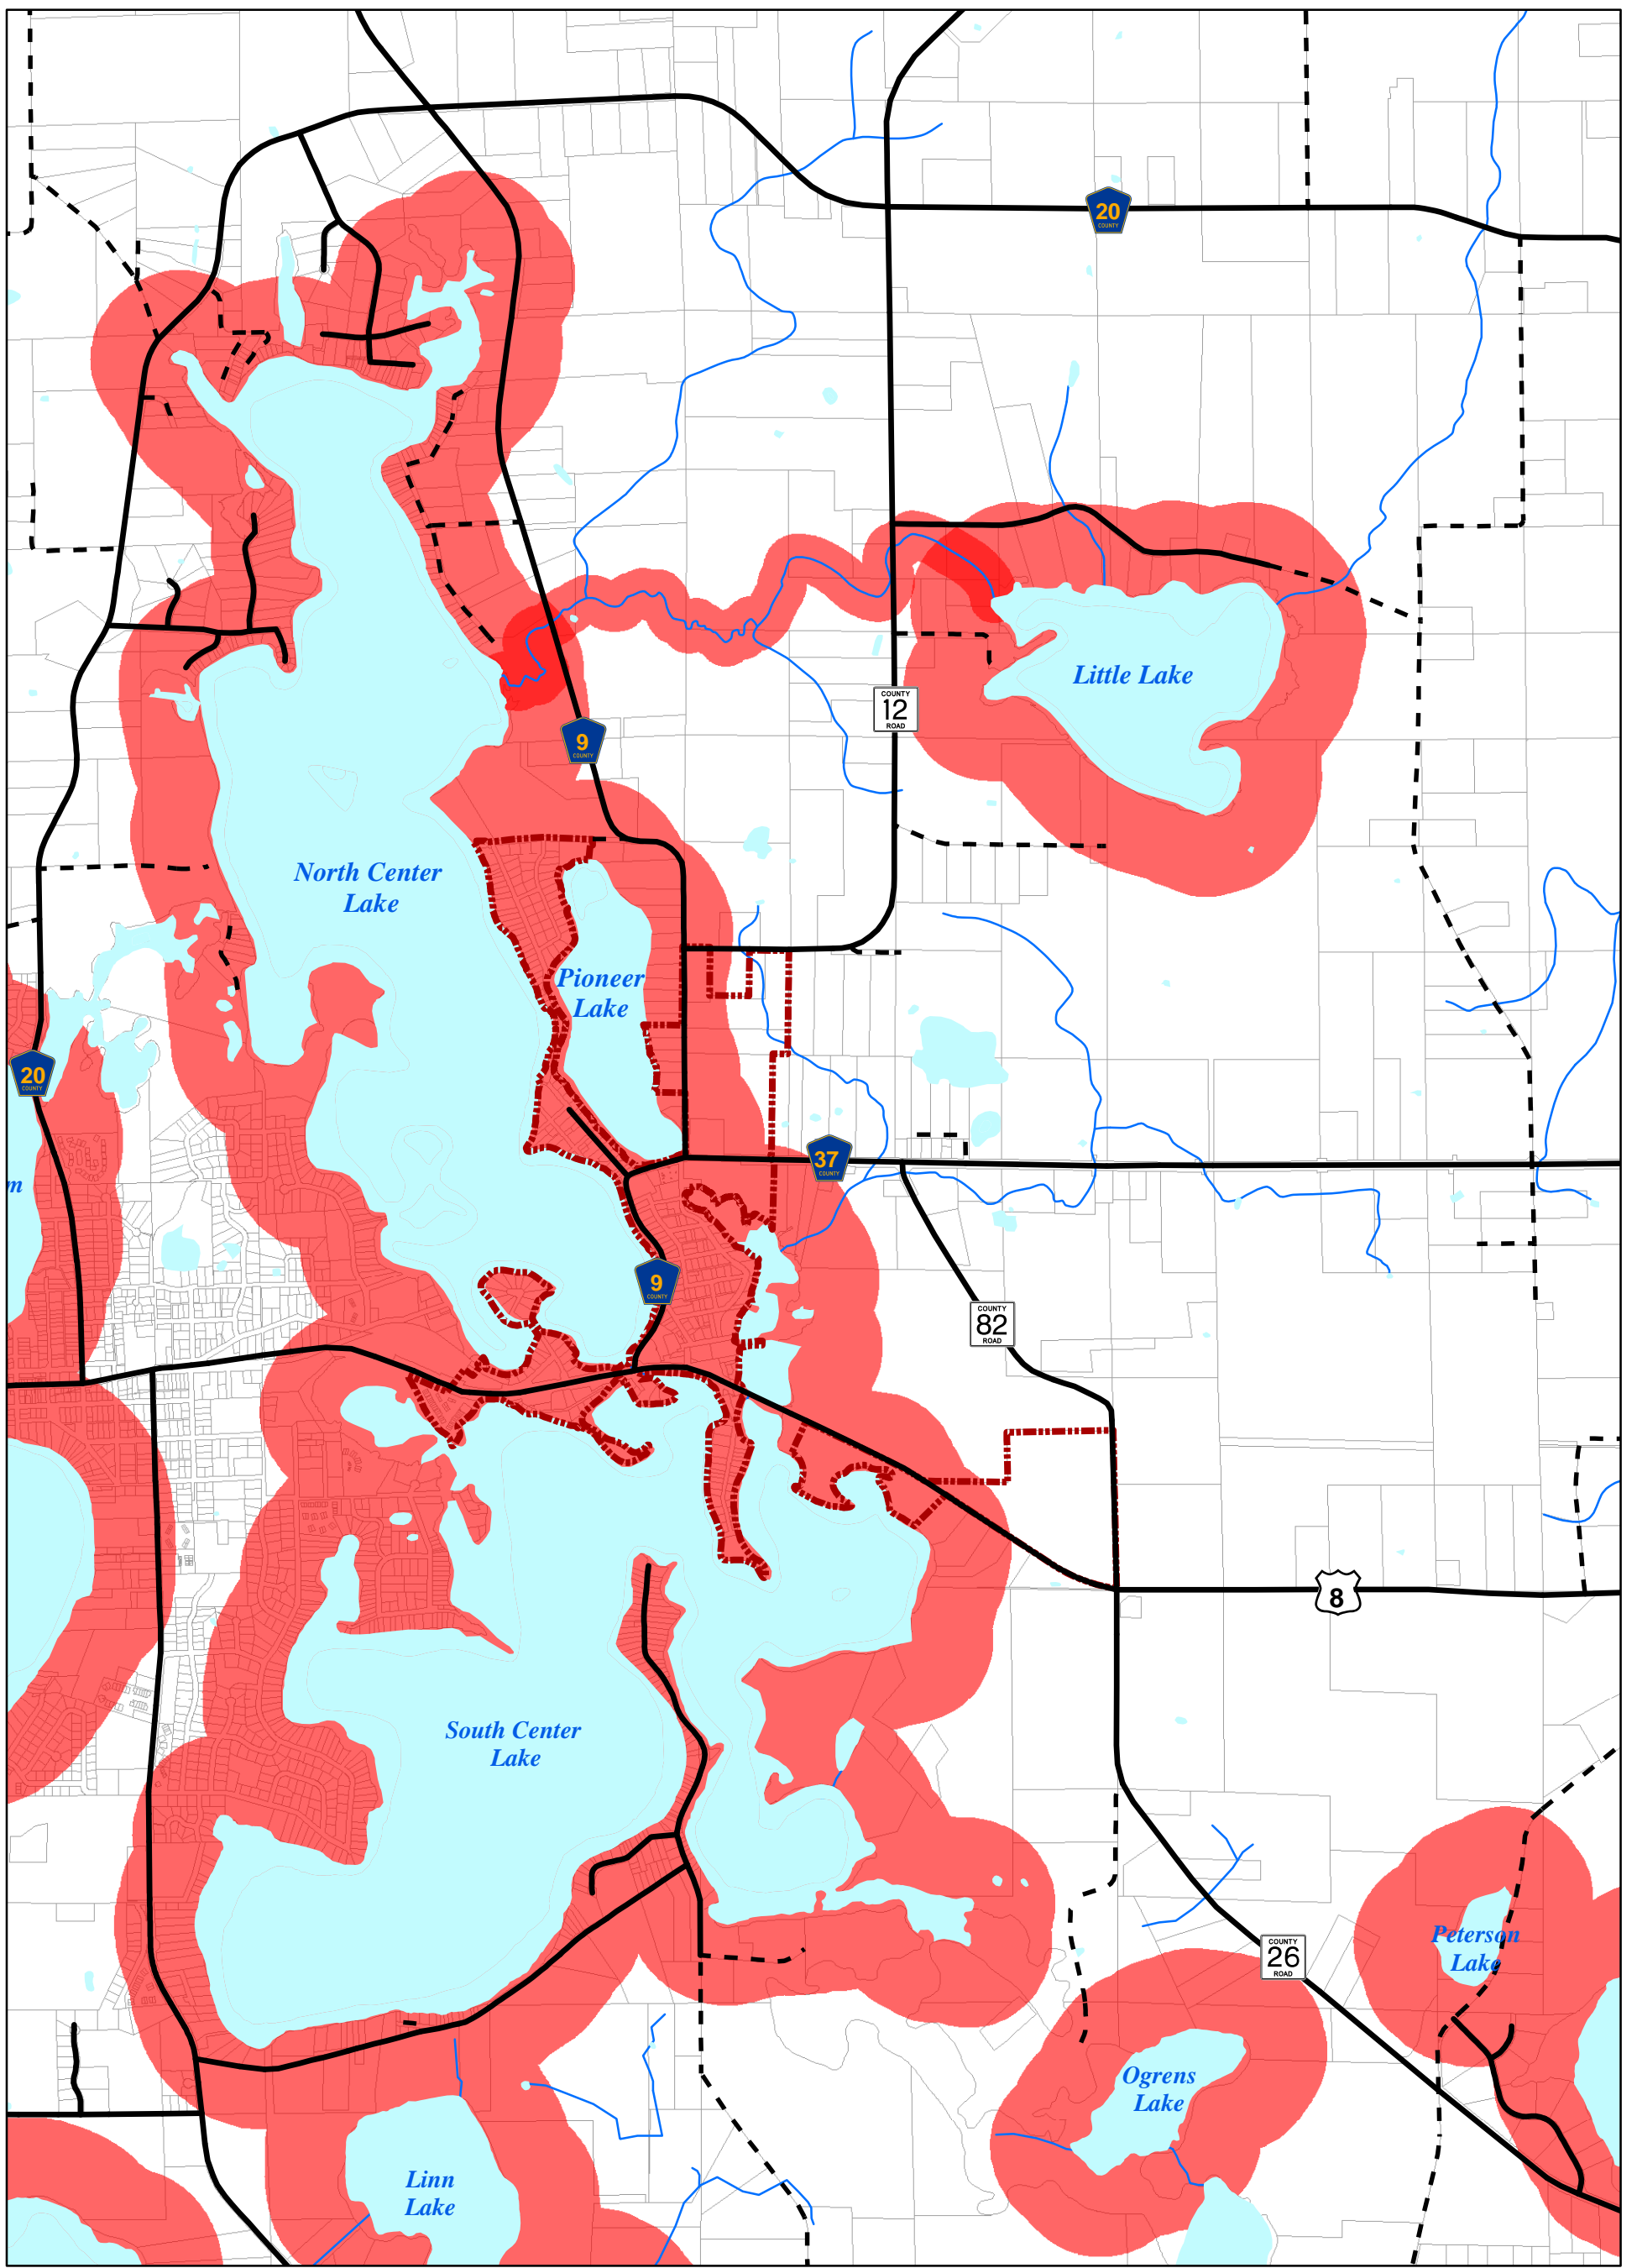 20
COUNTY
Little Lake
COUNTY
12
ROAD
9
COUNTY
North Center
Lake
Pioneer
Lake
20
COUNTY
37
COUNTY
m
9
COUNTY
COUNTY
82
ROAD
8
South Center
Lake
Peterson
Lake
COUNTY
26
ROAD
Ogrens
Lake
Linn
Lake